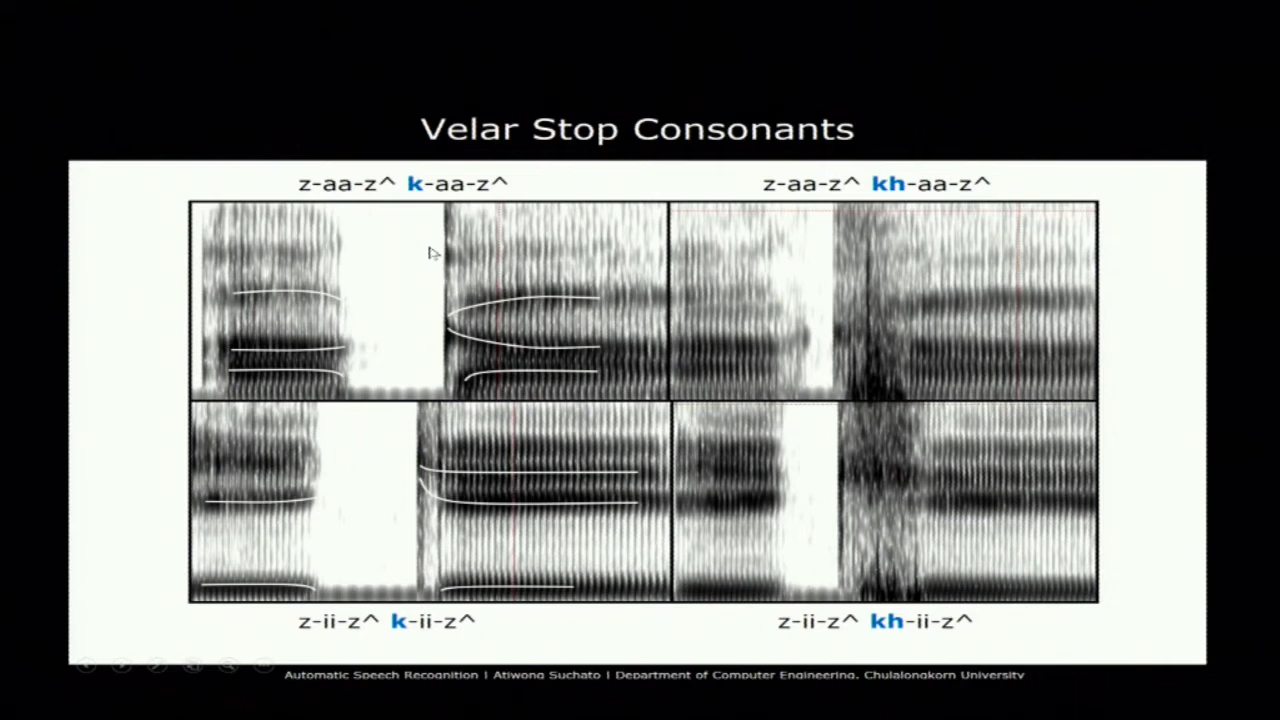 Velar Stop Consonants
z-aa-z^ k-aa-z^
z-aa-z^ kh-aa-z^
z-ii-z^ k-ii-z^
z-ii-z^ kh-ii-z^
Automatic Speech Recognition | Atiwong Suchato | Department of Computer Engineering, Chulalongkorn University